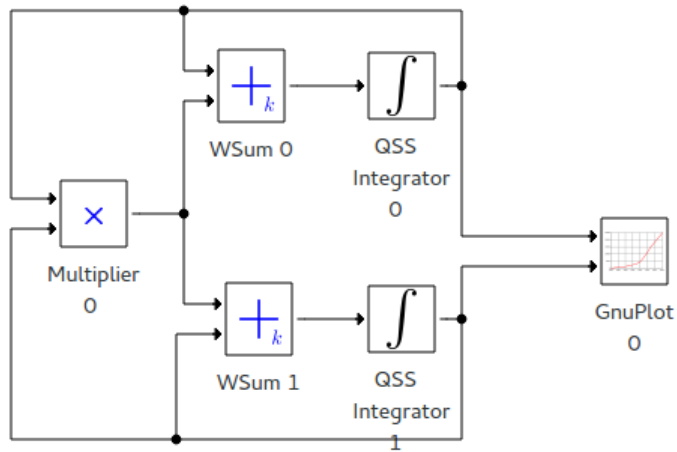 k
WSum 0
QSS
Integrator
0
×
Multiplier
0
GnuPlot
0
k
WSum 1
QSS
Integrator
1